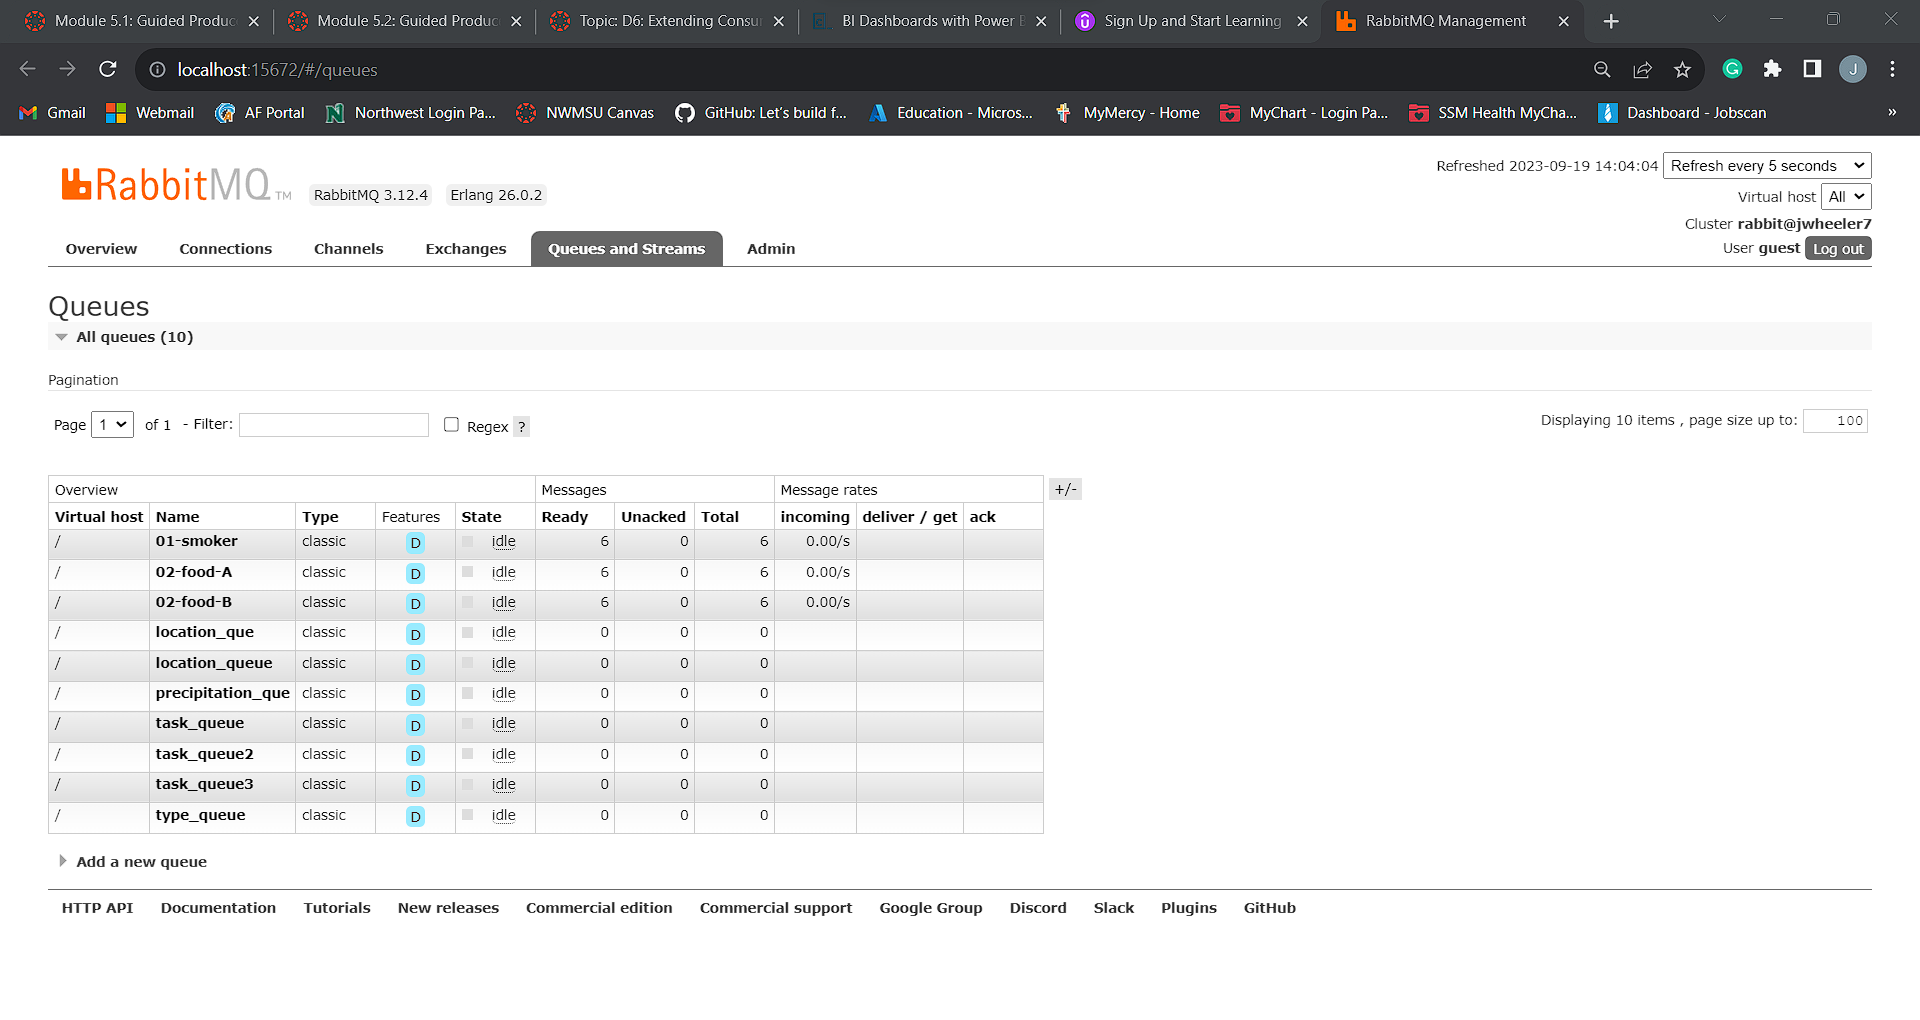 Module 5.1: Guided Produc
Module 5.2: Guided Produc
Topic: D6: Extending Consu
BI Dashboards with Power B
Sign Up and Start Learning
RabbitMQ Management
localhost:15672/#/queues
J
Gmail
Webmail
AF Portal
Northwest Login Pa...
NWMSU Canvas
GitHub: Let's build f...
Education - Micros...
MyMercy - Home
MyChart - Login Pa...
SSM Health MyCha...
Dashboard - Jobscan
»
Refreshed 2023-09-19 14:04:04 Refresh every 5 seconds
RabbitMQ TM RabbitMQ 3.12.4 Erlang 26.0.2
Virtual host All
Cluster rabbit@jwheeler7
User guest Log out
Overview Connections Channels Exchanges Queues and Streams Admin
Queues
All queues (10)
Pagination
Page 1 of 1 - Filter: Regex ?
Displaying 10 items , page size up to: 100
Overview Messages Message rates +/-
Virtual host Name Type Features State Ready Unacked Total incoming deliver / get ack
/ 01-smoker classic D idle 6 0 6 0.00/s
/ 02-food-A classic D idle 6 0 6 0.00/s
/ 02-food-B classic D idle 6 0 6 0.00/s
/ location_que classic D idle 0 0 0
/ location_queue classic D idle 0 0 0
/ precipitation_que classic D idle 0 0 0
/ task_queue classic D idle 0 0 0
/ task_queue2 classic D idle 0 0 0
/ task_queue3 classic D idle 0 0 0
/ type_queue classic D idle 0 0 0
Add a new queue
HTTP API Documentation Tutorials New releases Commercial edition Commercial support Google Group Discord Slack Plugins GitHub